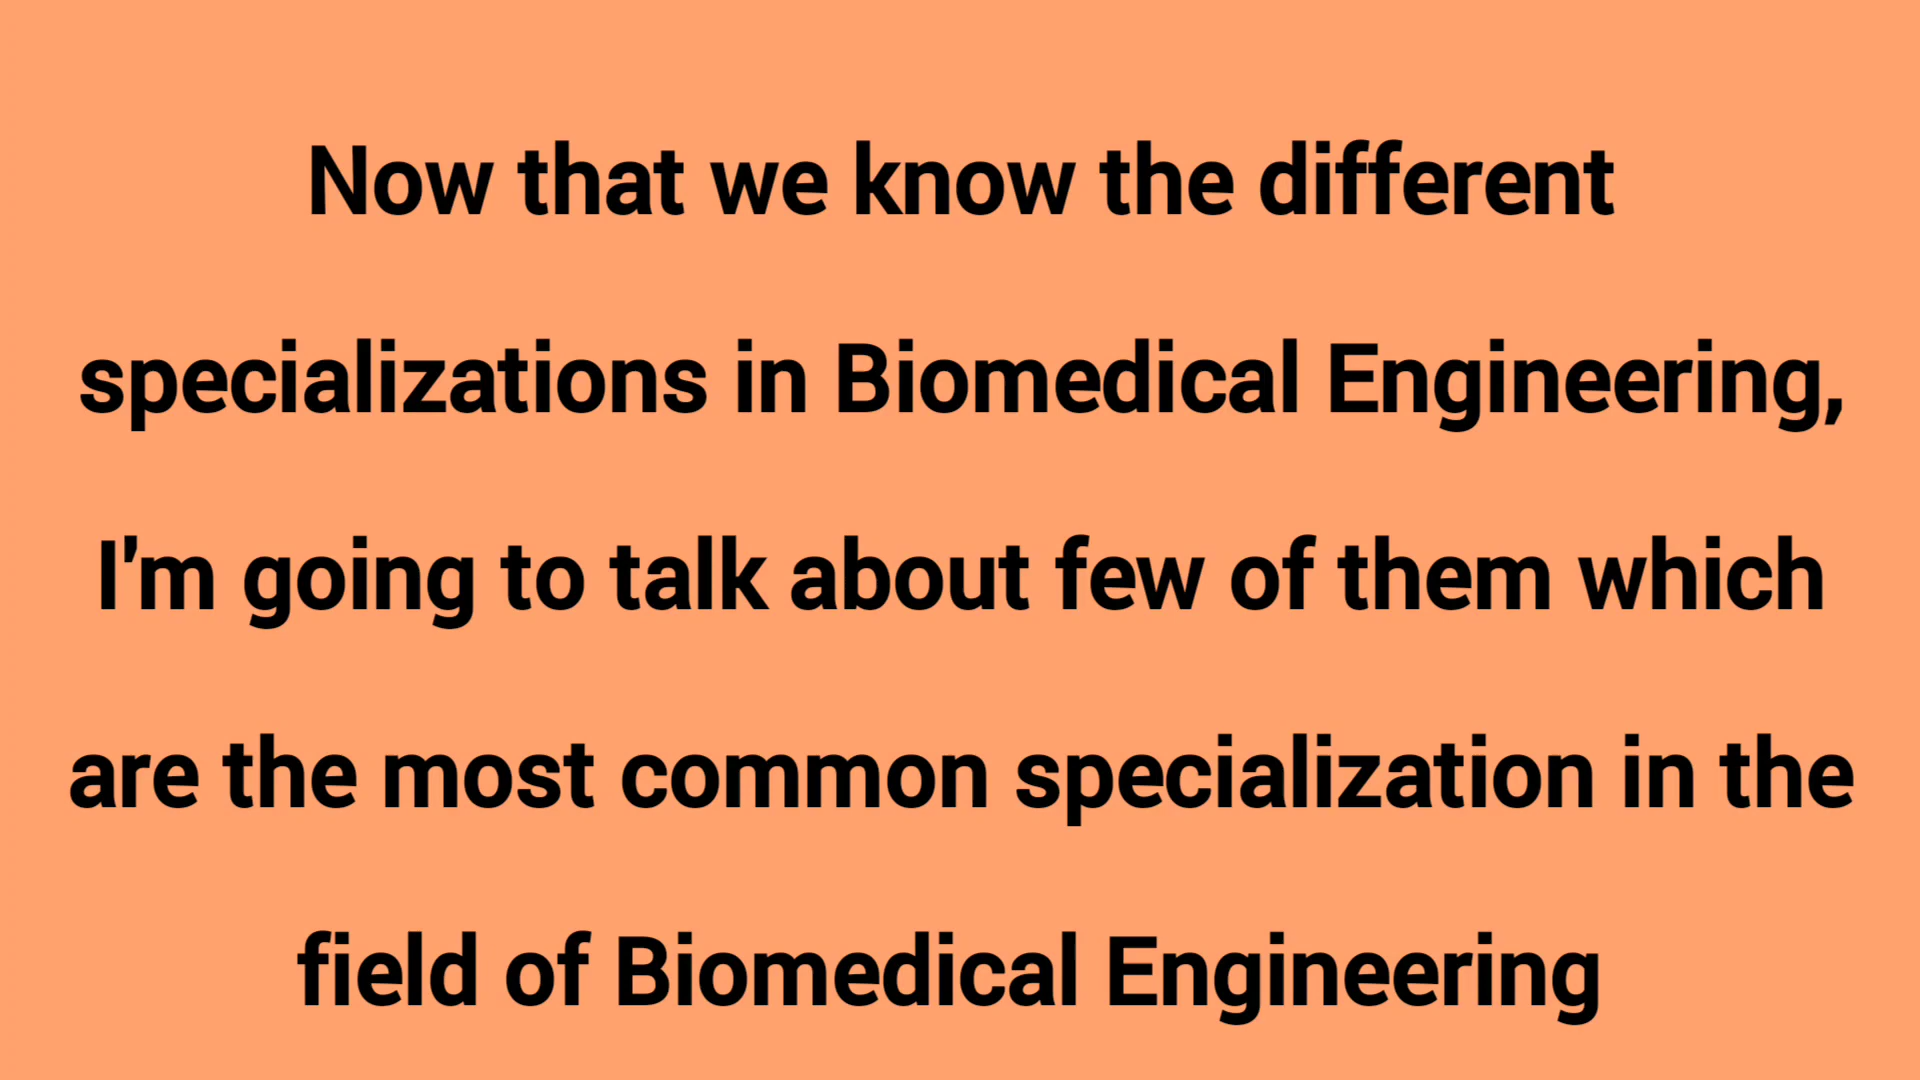 Now that we know the different
specializations in Biomedical Engineering,
I'm going to talk about few of them which
are the most common specialization in the
field of Biomedical Engineering